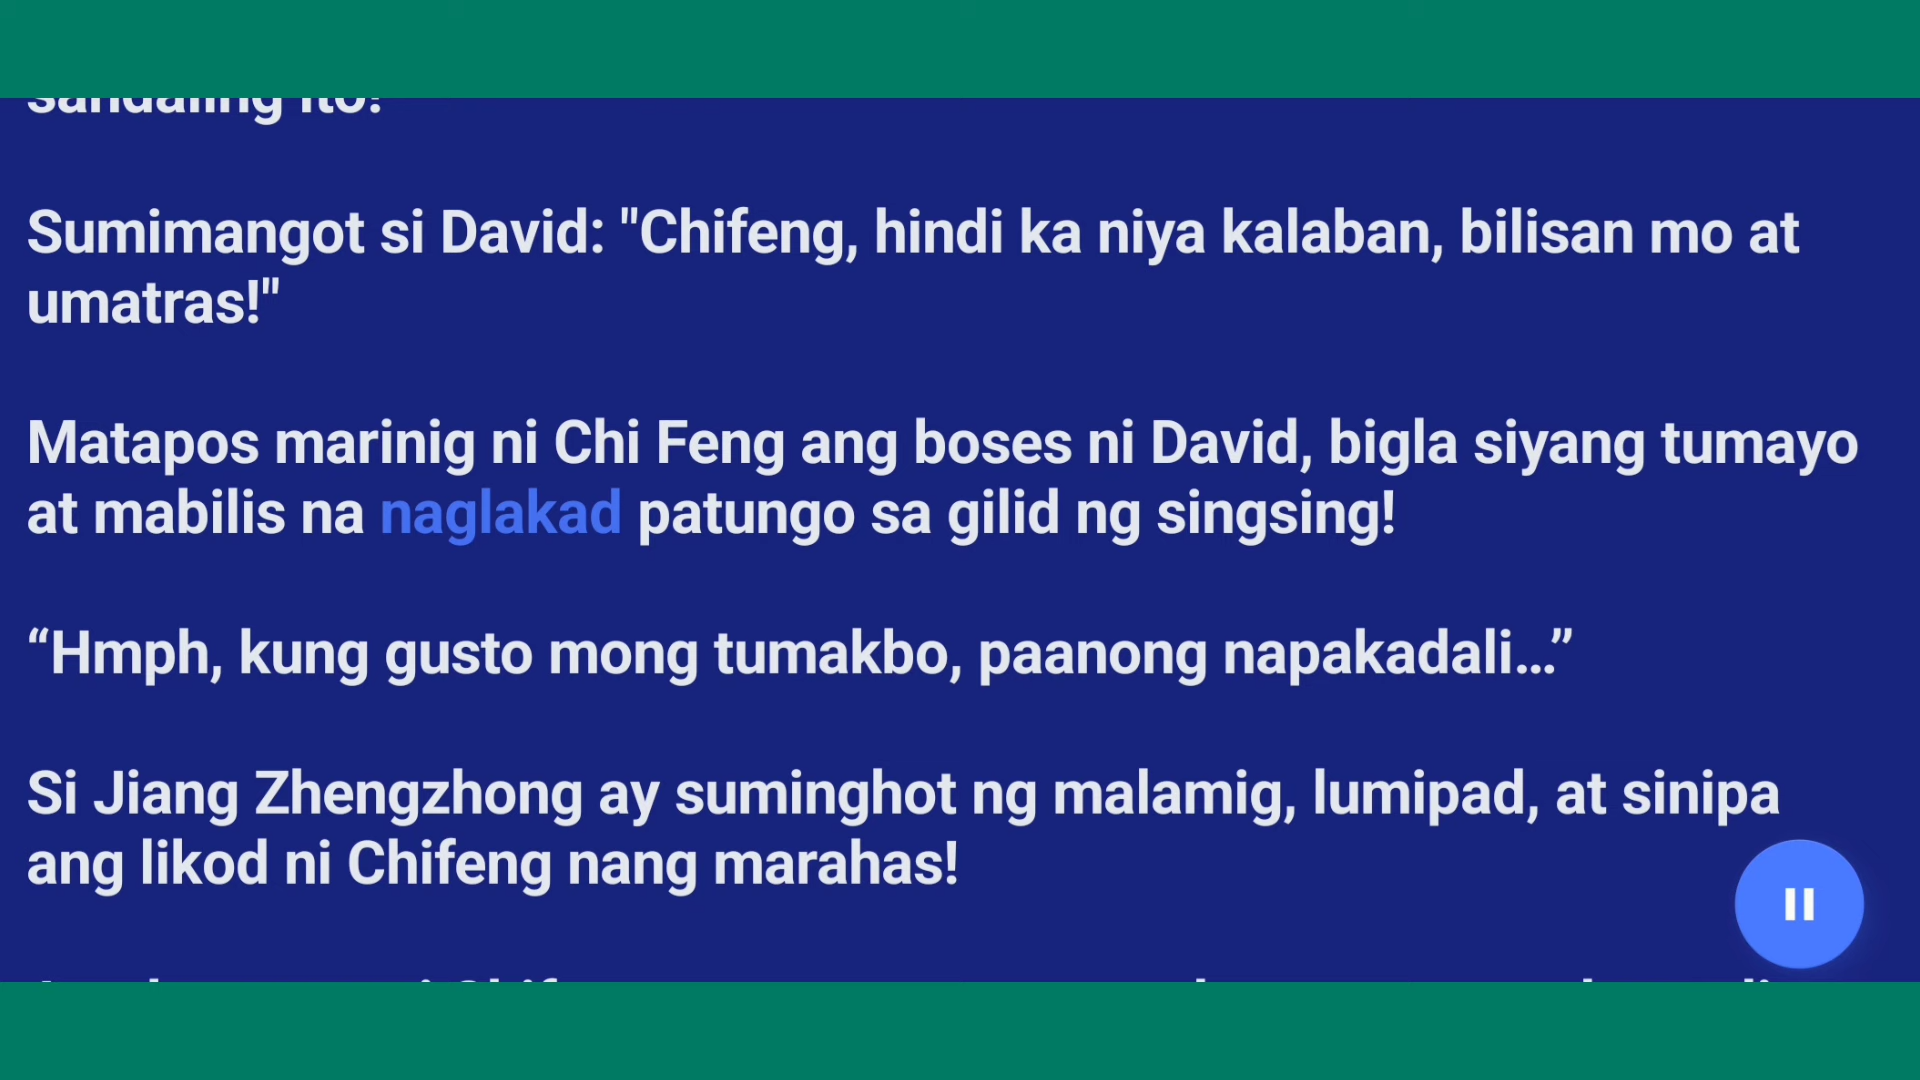 sandaling ito!
Sumimangot si David: "Chifeng, hindi ka niya kalaban, bilisan mo at
umatras!"
Matapos marinig ni Chi Feng ang boses ni David, bigla siyang tumayo
at mabilis na naglakad patungo sa gilid ng singsing!
“Hmph, kung gusto mong tumakbo, paanong napakadali...”
Si Jiang Zhengzhong ay suminghot ng malamig, lumipad, at sinipa
ang likod ni Chifeng nang marahas!